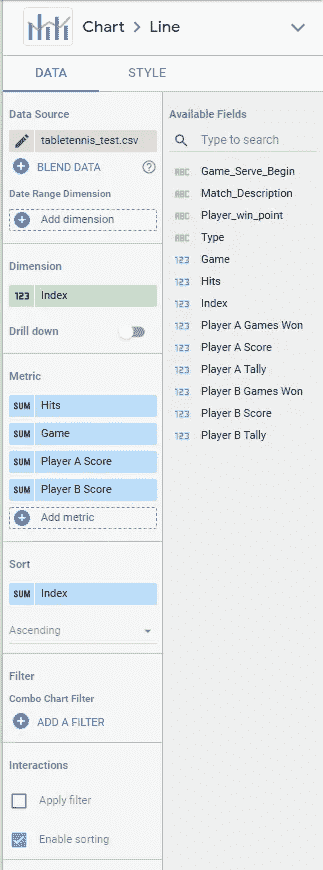 Chart > Line
DATA
STYLE
Data Source
tabletennis_test.csv
BLEND DATA
Date Range Dimension
Add dimension
Dimension
123 Index
Drill down
Metric
SUM Hits
SUM Game
SUM Player A Score
SUM Player B Score
Add metric
Sort
SUM Index
Ascending
Filter
Combo Chart Filter
ADD A FILTER
Interactions
Apply filter
Enable sorting
Available Fields
Type to search
ABC Game_Serve_Begin
ABC Match_Description
ABC Player_win_point
ABC Type
123 Game
123 Hits
123 Index
123 Player A Games Won
123 Player A Score
123 Player A Tally
123 Player B Games Won
123 Player B Score
123 Player B Tally